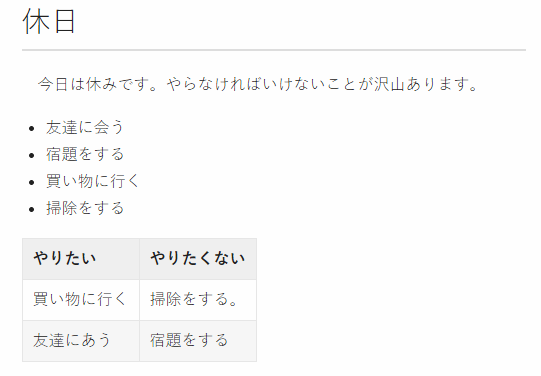 休日
今日は休みです。やらなければいけないことが沢山あります。
友達に会う
宿題をする
買い物に行く
掃除をする
やりたい やりたくない
買い物に行く 掃除をする。
友達にあう 宿題をする